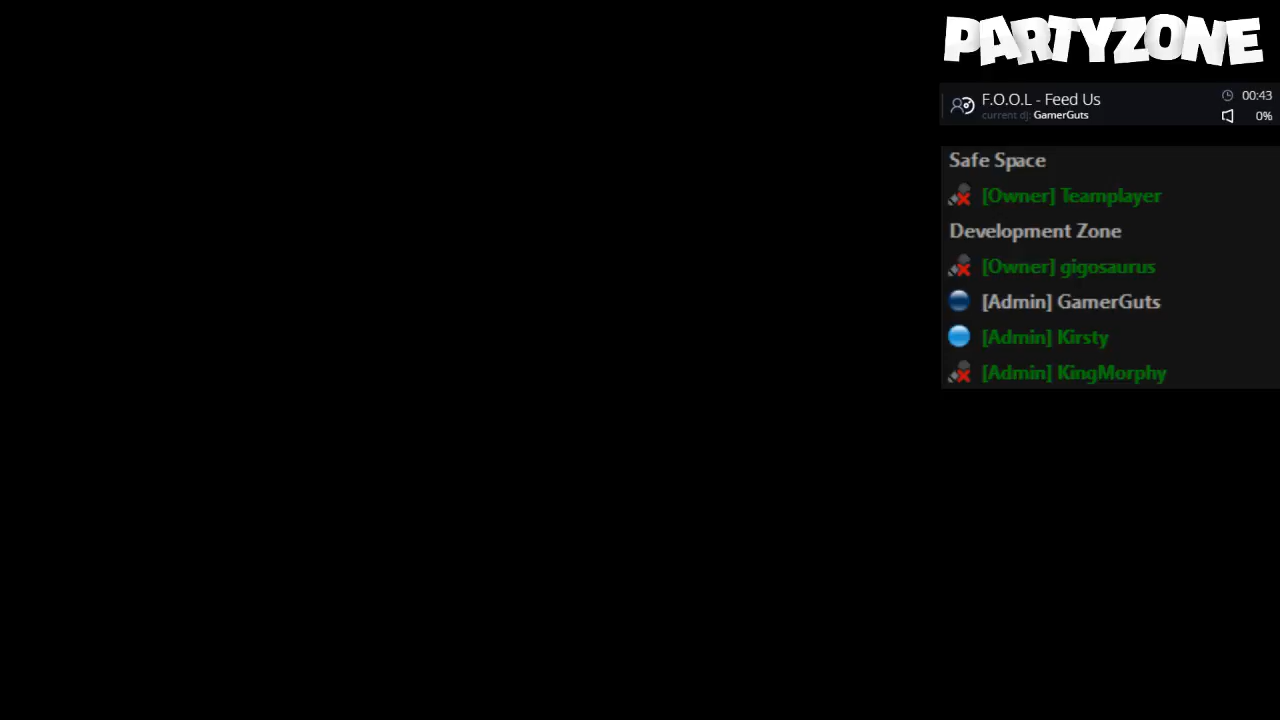 PARTYZONE
F.O.O.L - Feed Us
00:43
current dj: GamerGuts
0%
Safe Space
[Owner] Teamplayer
Development Zone
[Owner] gigosaurus
[Admin] GamerGuts
[Admin] Kirsty
[Admin] KingMorphy